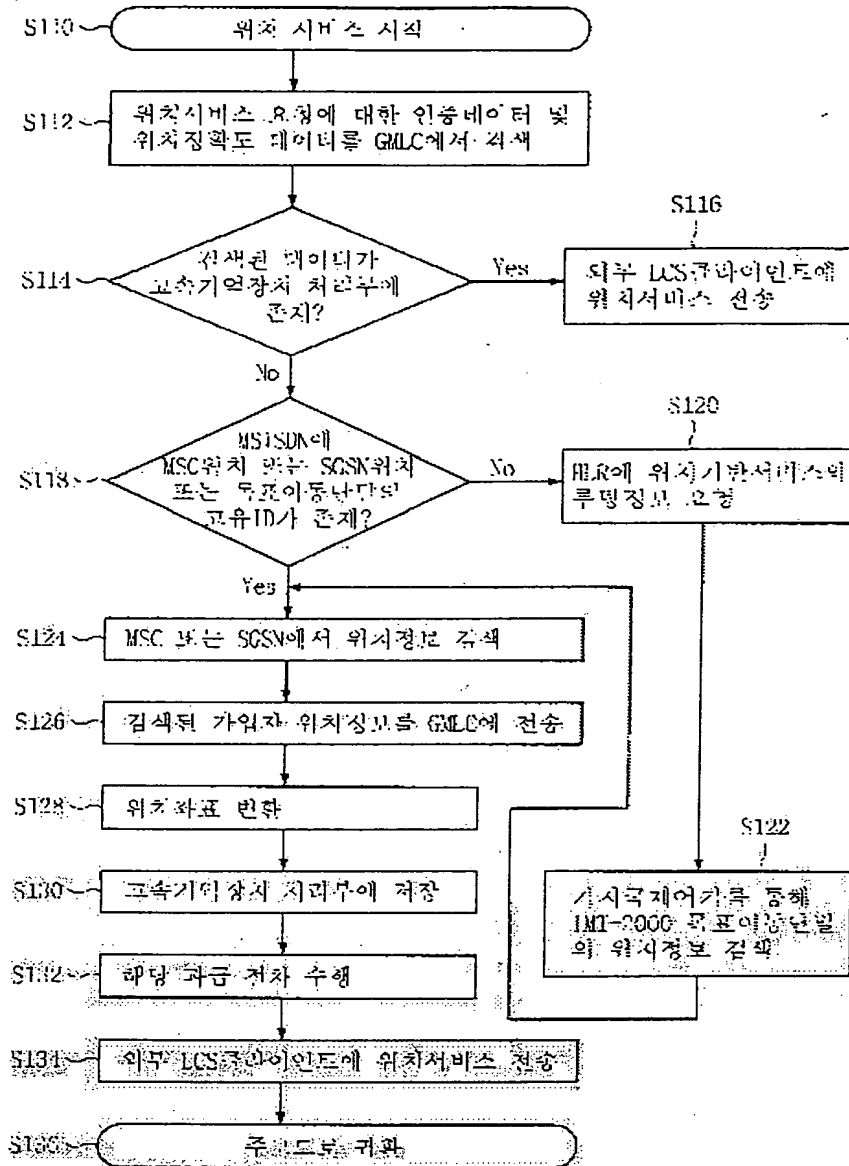 S110
위치 서비스 시작
S112
위치서비스 요청에 대한 인증데이터 및
위치정확도 데이터를 GMLC에서 검색
S114
검색된 데이터가
고속기억장치 처리부에
존재?
Yes
S116
외부 LCS클라이언트에
위치서비스 전송
No
S118
MSISDN에
MSC위치 또는 SGSN위치
또는 목표이동단말의
고유ID가 존재?
No
S120
HLR에 위치기반서비스의
루팅정보 요청
Yes
S124
MSC 또는 SGSN에서 위치정보 검색
S126
검색된 가입자 위치정보를 GMLC에 전송
S128
위치좌표 변환
S122
기지국제어기를 통해
IMT-2000 목표이동단말
의 위치정보 검색
S130
고속기억장치 처리부에 저장
S132
해당 과금 절차 수행
S134
외부 LCS클라이언트에 위치서비스 전송
귀환